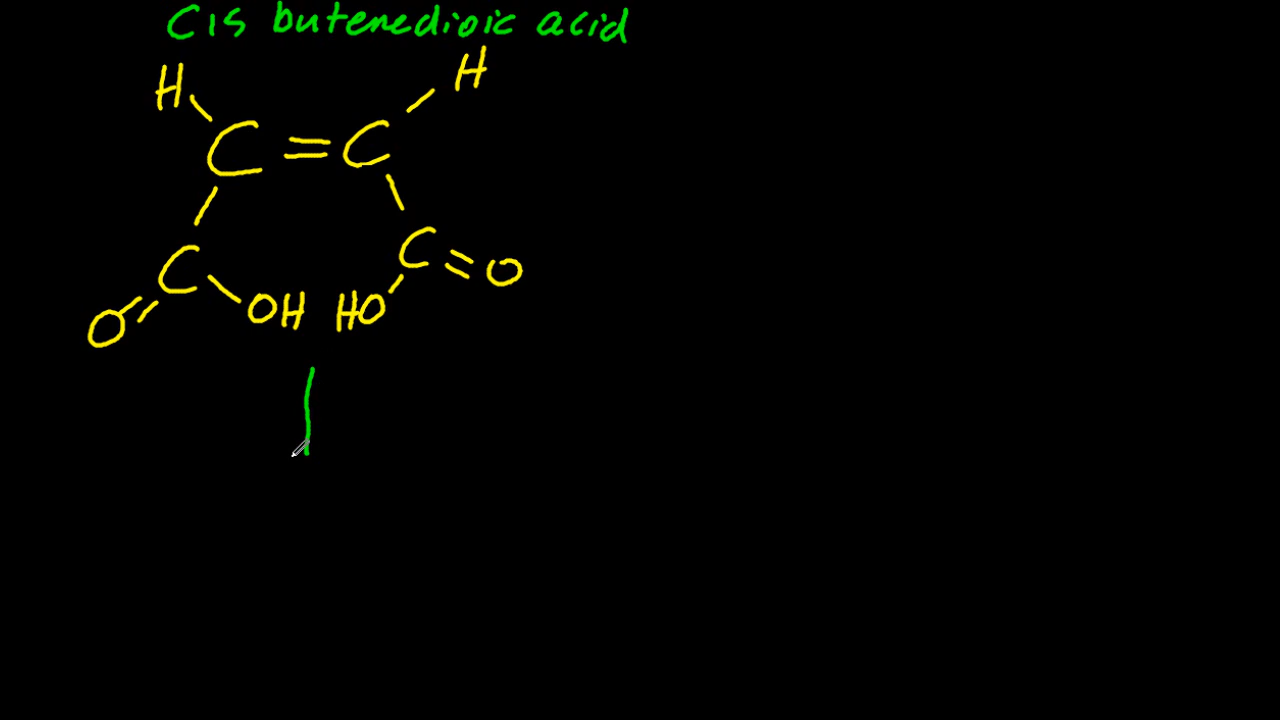 Cis butenedioic acid
H H
C = C
C C = O
O = OH HO